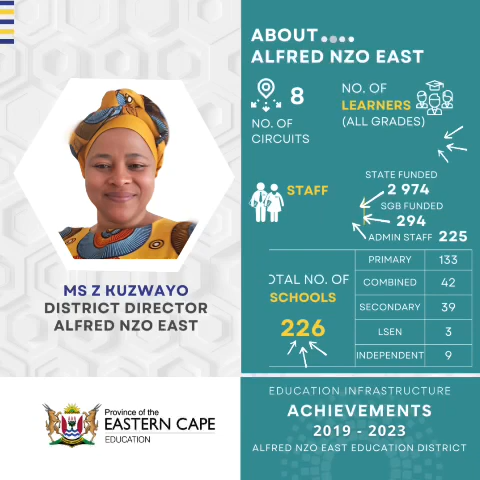 ABOUT....
ALFRED NZO EAST
8
NO. OF
CIRCUITS
NO. OF
LEARNERS
(ALL GRADES)
STAFF
STATE FUNDED
2 974
SGB FUNDED
294
ADMIN STAFF 225
OTAL NO. OF
SCHOOLS
226
PRIMARY 133
COMBINED 42
SECONDARY 39
LSEN 3
INDEPENDENT 9
MS Z KUZWAYO
DISTRICT DIRECTOR
ALFRED NZO EAST
Province of the
EASTERN CAPE
EDUCATION
EDUCATION INFRASTRUCTURE
ACHIEVEMENTS
2019 - 2023
ALFRED NZO EAST EDUCATION DISTRICT